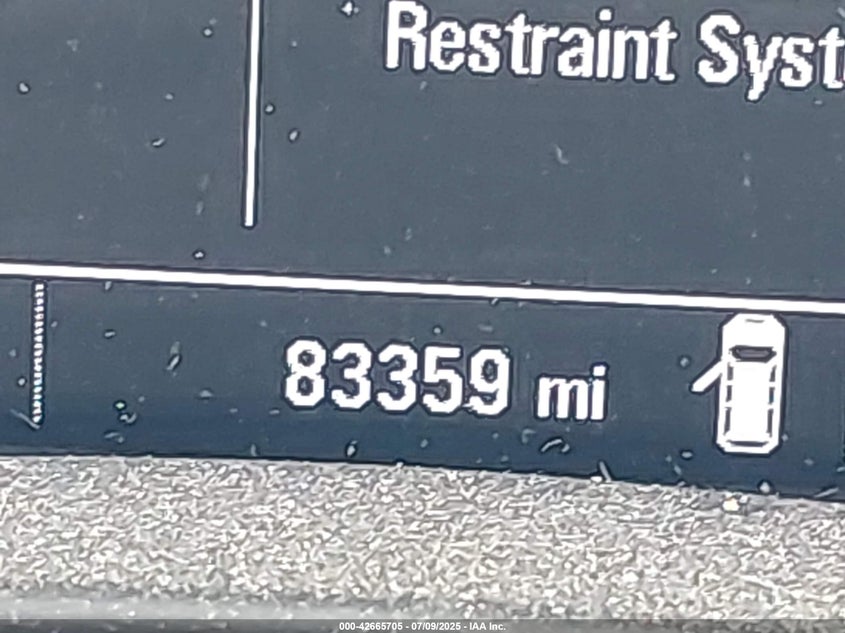 Restraint Syst
83359 mi
000-42665705 - 07/09/2025 - IAA Inc.